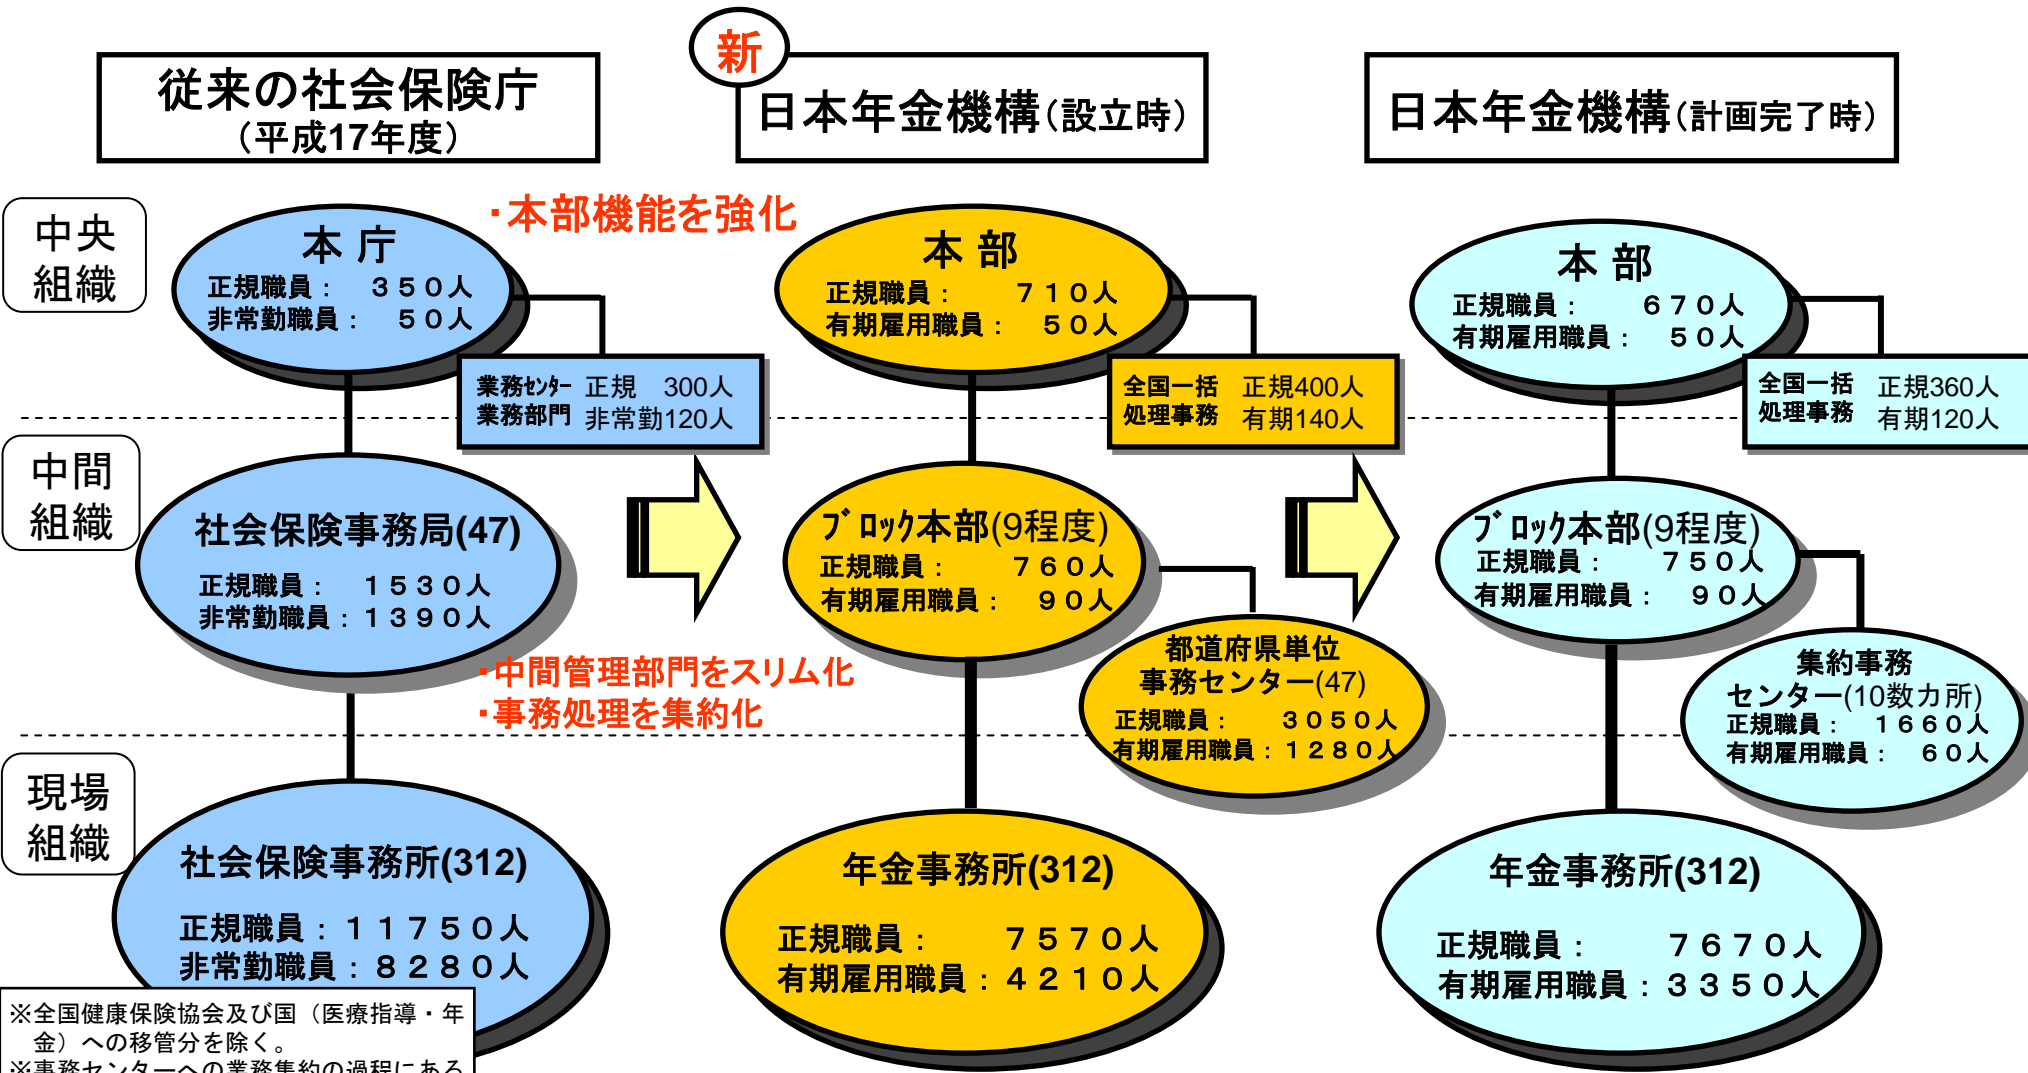 従来の社会保険庁
（平成17年度）
新
日本年金機構（設立時）
日本年金機構（計画完了時）
中央
組織
本 庁
正規職員：　３５０人
非常勤職員：　５０人
・本部機能を強化
本 部
正規職員：　　７１０人
有期雇用職員：　５０人
本 部
正規職員：　　６７０人
有期雇用職員：　５０人
業務ｾﾝﾀｰ 正規　300人
業務部門 非常勤120人
全国一括　正規400人
処理事務　有期140人
全国一括　正規360人
処理事務　有期120人
中間
組織
社会保険事務局(47)
正規職員：　１５３０人
非常勤職員：１３９０人
ﾌﾞﾛｯｸ本部(9程度)
正規職員：　　７６０人
有期雇用職員：　９０人
ﾌﾞﾛｯｸ本部(9程度)
正規職員：　　７５０人
有期雇用職員：　９０人
・中間管理部門をスリム化
・事務処理を集約化
都道府県単位
事務センター(47)
正規職員：　　３０５０人
有期雇用職員：１２８０人
集約事務
センター(10数カ所)
正規職員：　１６６０人
有期雇用職員：　６０人
現場
組織
社会保険事務所(312)
正規職員：１１７５０人
非常勤職員：８２８０人
年金事務所(312)
正規職員：　　７５７０人
有期雇用職員：４２１０人
年金事務所(312)
正規職員：　　７６７０人
有期雇用職員：３３５０人
※全国健康保険協会及び国（医療指導・年
金）への移管分を除く。
※事務センターへの業務集約の過程にある